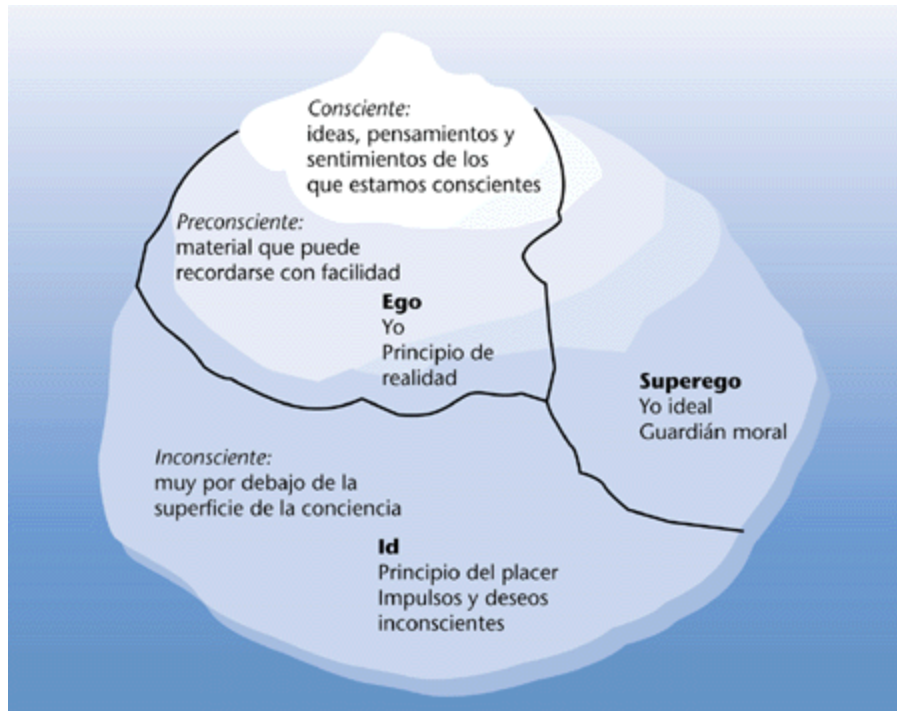 Consciente:
ideas, pensamientos y
sentimientos de los
que estamos conscientes
Preconsciente:
material que puede
recordarse con facilidad
Ego
Yo
Principio de
realidad
Superego
Yo ideal
Guardián moral
Inconsciente:
muy por debajo de la
superficie de la conciencia
Id
Principio del placer
Impulsos y deseos
inconscientes